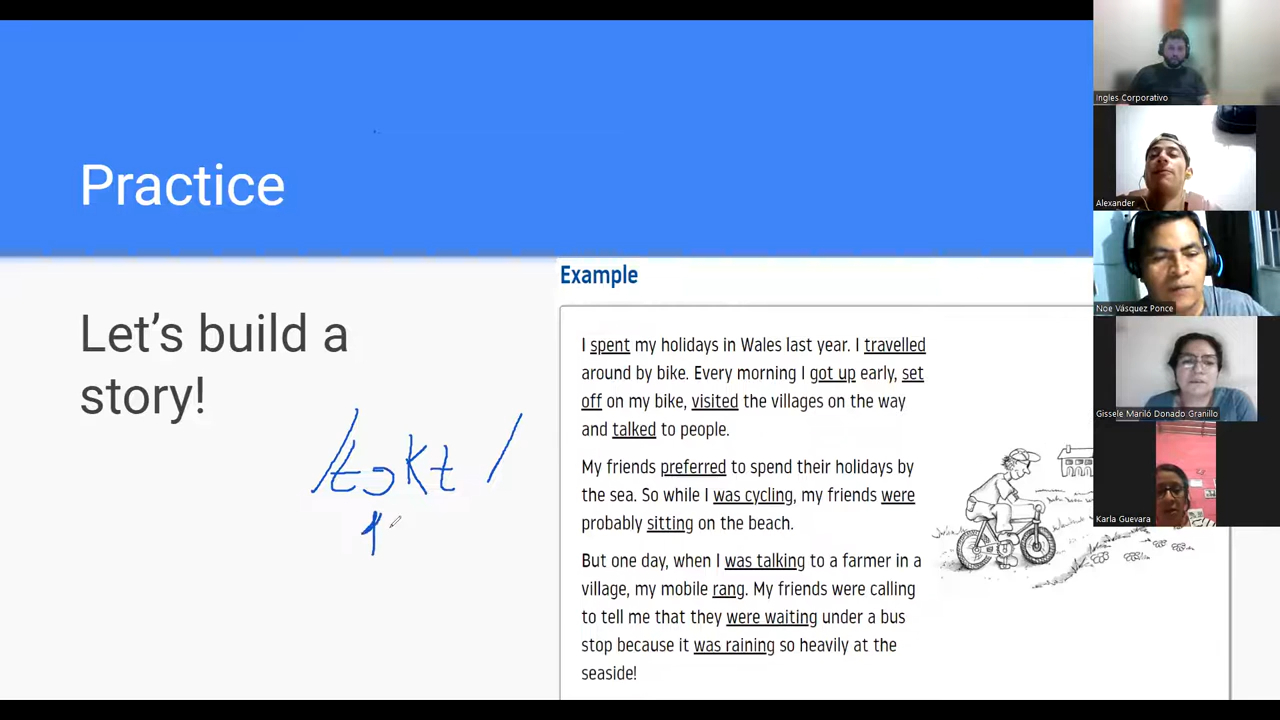 Practice
Let's build a
story!
/tɔkt/
Example
I spent my holidays in Wales last year. I travelled
around by bike. Every morning I got up early, set
off on my bike, visited the villages on the way
and talked to people.
My friends preferred to spend their holidays by
the sea. So while I was cycling, my friends were
probably sitting on the beach.
But one day, when I was talking to a farmer in a
village, my mobile rang. My friends were calling
to tell me that they were waiting under a bus
stop because it was raining so heavily at the
seaside!
Ingles Corporativo
Alexander
Noe Vásquez Ponce
Gissele Mariló Donado Granillo
Karla Guevara